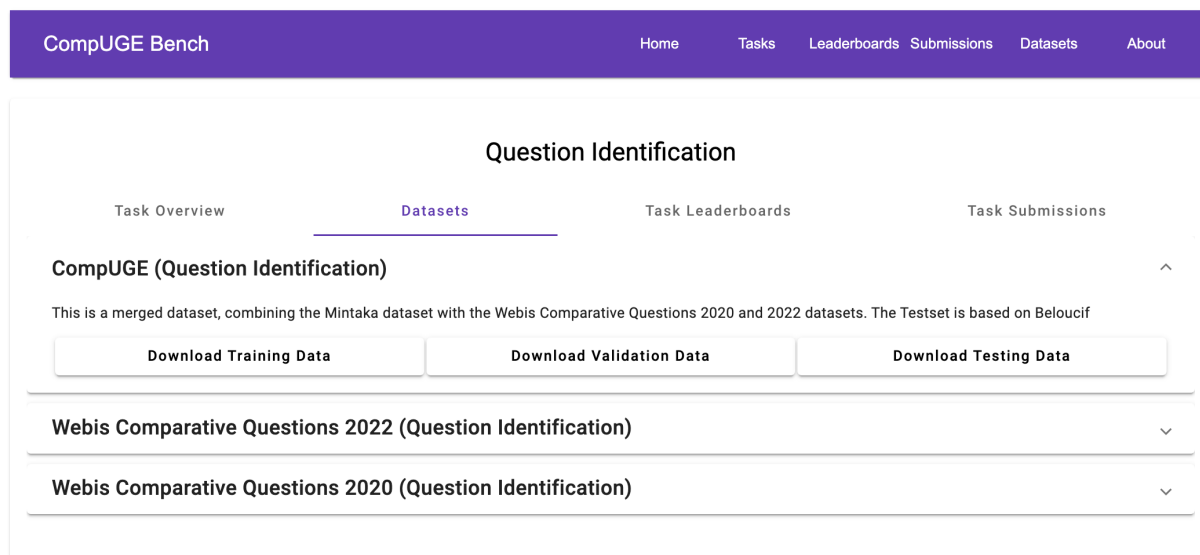 CompUGE Bench Home Tasks Leaderboards Submissions Datasets About
Question Identification
Task Overview Datasets Task Leaderboards Task Submissions
CompUGE (Question Identification)
This is a merged dataset, combining the Mintaka dataset with the Webis Comparative Questions 2020 and 2022 datasets. The Testset is based on Beloucif
Download Training Data Download Validation Data Download Testing Data
Webis Comparative Questions 2022 (Question Identification)
Webis Comparative Questions 2020 (Question Identification)